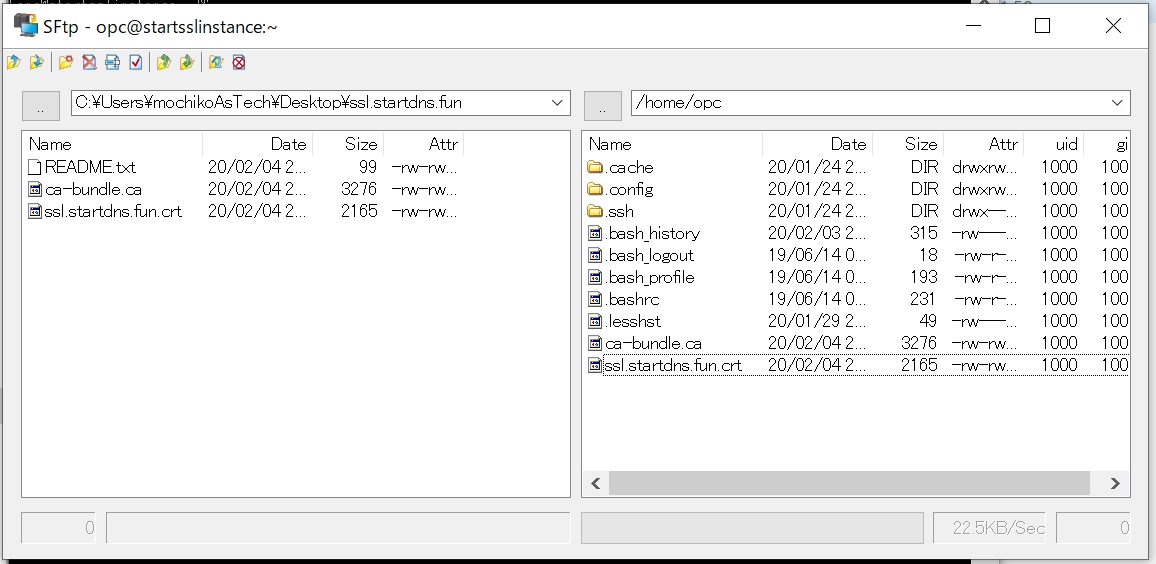 SFtp - opc@startsslinstance:~
.. C:¥Users¥mochikoAsTech¥Desktop¥ssl.startdns.fun
Name Date Size Attr
README.txt 20/02/04 2... 99 -rw-rw...
ca-bundle.ca 20/02/04 2... 3276 -rw-rw...
ssl.startdns.fun.crt 20/02/04 2... 2165 -rw-rw...
0
.. /home/opc
Name Date Size Attr uid gi
.cache 20/01/24 2... DIR drwxrw... 1000 100
.config 20/01/24 2... DIR drwxrw... 1000 100
.ssh 20/01/24 2... DIR drwx--... 1000 100
.bash_history 20/02/03 2... 315 -rw---... 1000 100
.bash_logout 19/06/14 0... 18 -rw-r-... 1000 100
.bash_profile 19/06/14 0... 193 -rw-r-... 1000 100
.bashrc 19/06/14 0... 231 -rw-r-... 1000 100
.lesshst 20/01/29 2... 49 -rw---... 1000 100
ca-bundle.ca 20/02/04 2... 3276 -rw-rw... 1000 100
ssl.startdns.fun.crt 20/02/04 2... 2165 -rw-rw... 1000 100
22.5KB/Sec 0